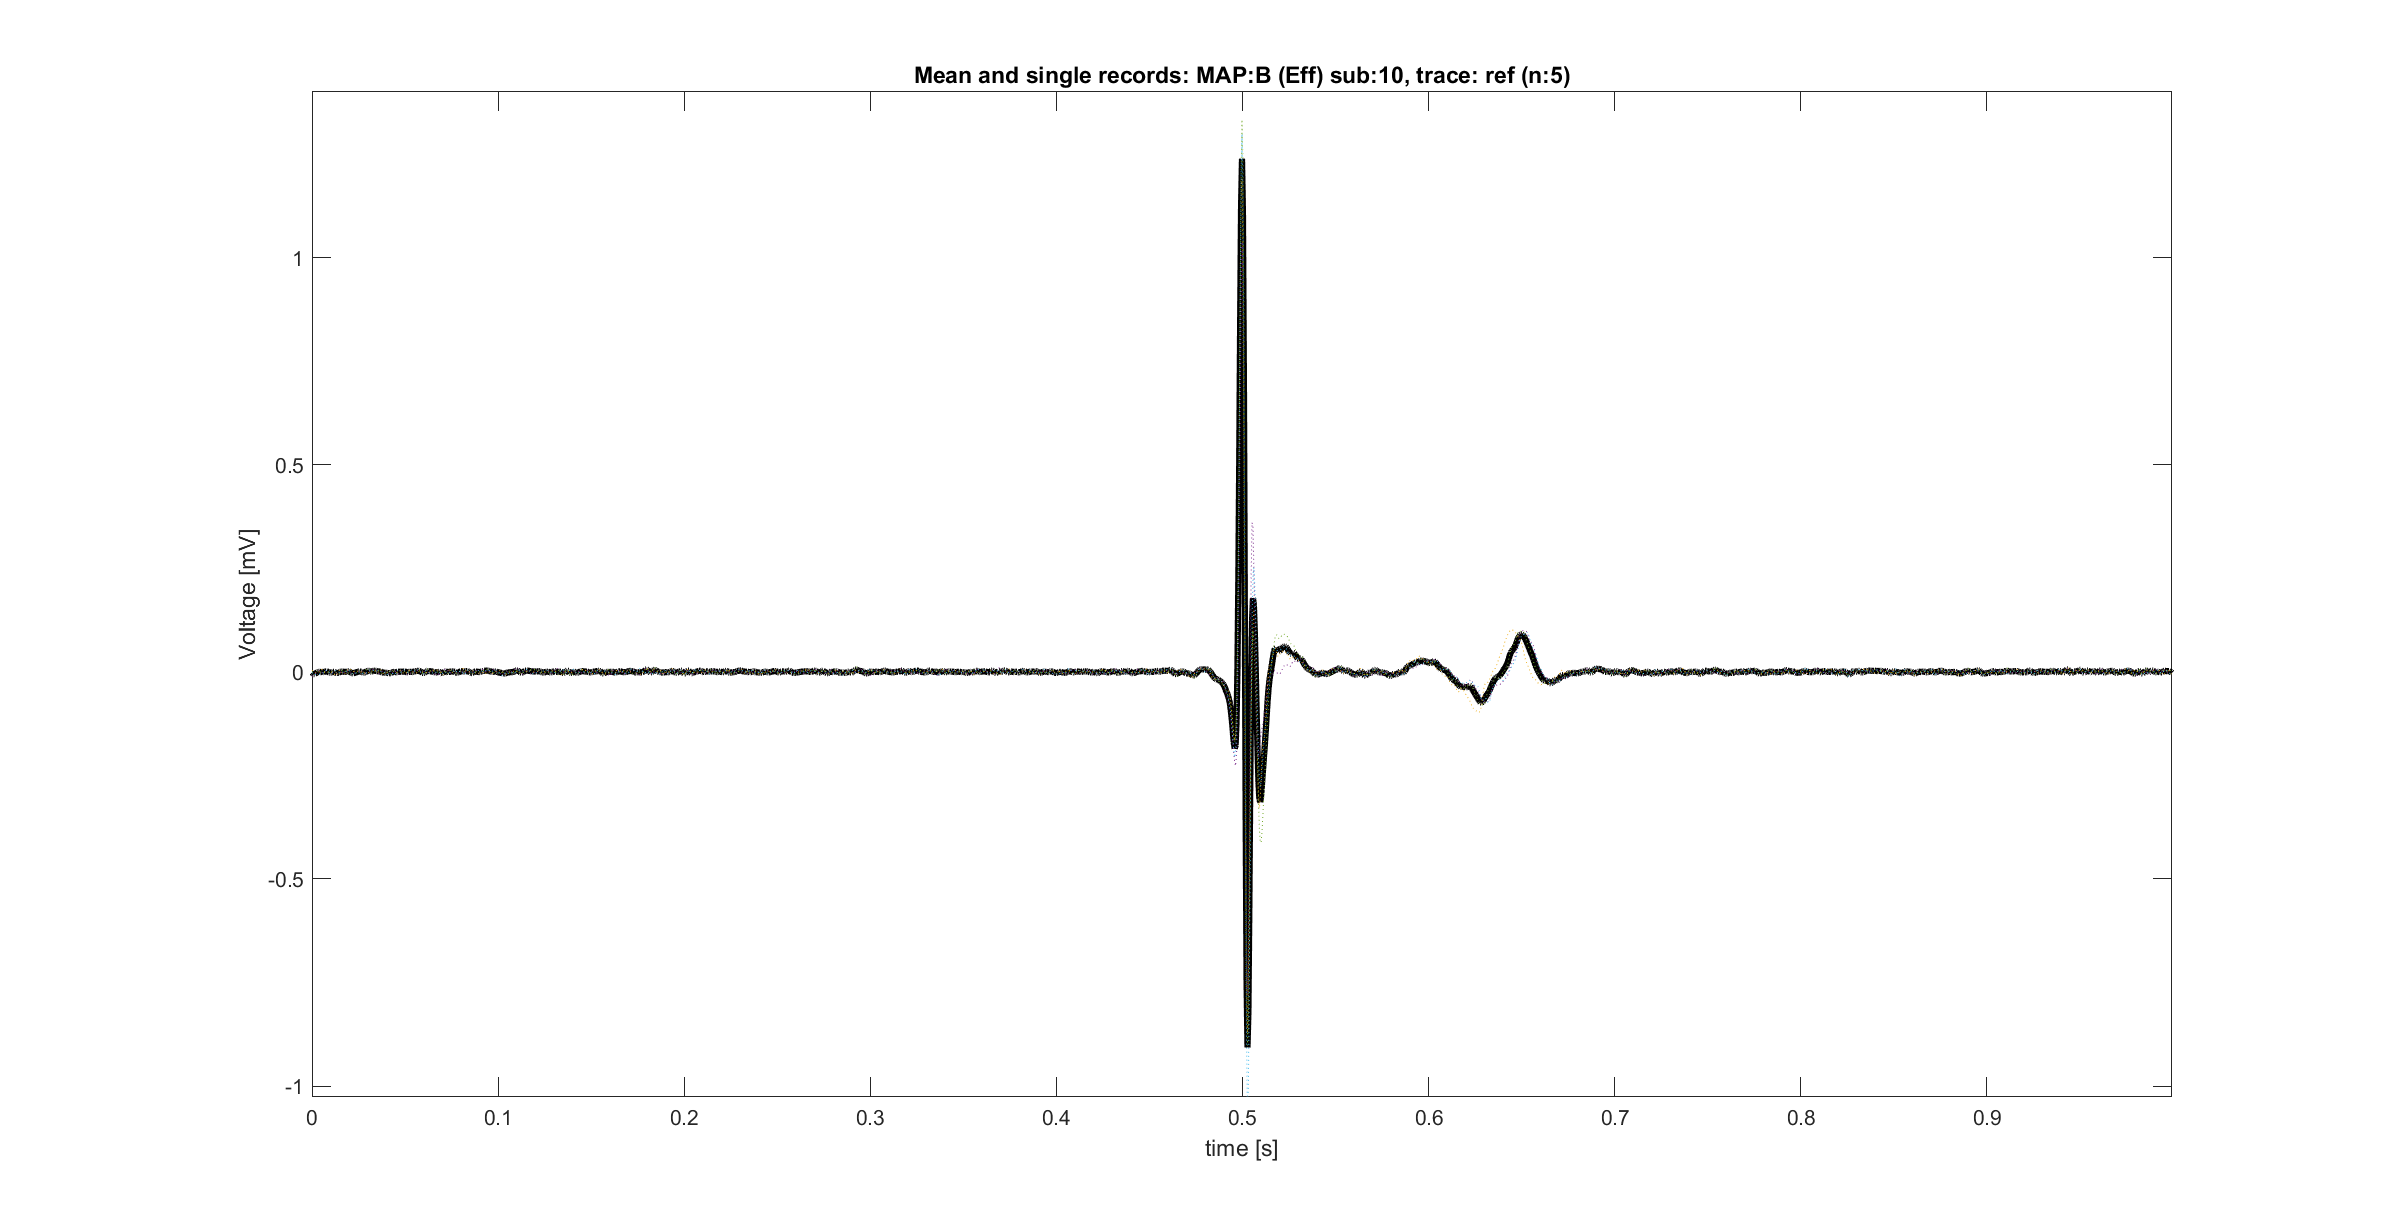 Mean and single records: MAP:B (Eff) sub:10, trace: ref (n:5)
1
0.5
0
-0.5
-1
Voltage [mV]
0 0.1 0.2 0.3 0.4 0.5 0.6 0.7 0.8 0.9
time [s]